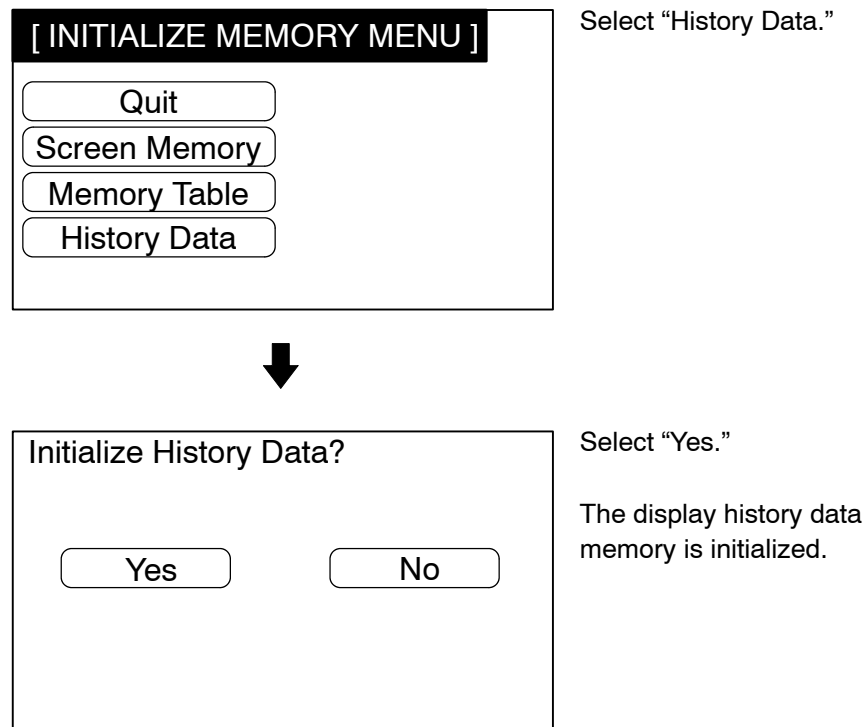 [ INITIALIZE MEMORY MENU ]
Select “History Data.”
Quit
Screen Memory
Memory Table
History Data
Initialize History Data?
Select “Yes.”
The display history data
memory is initialized.
Yes
No